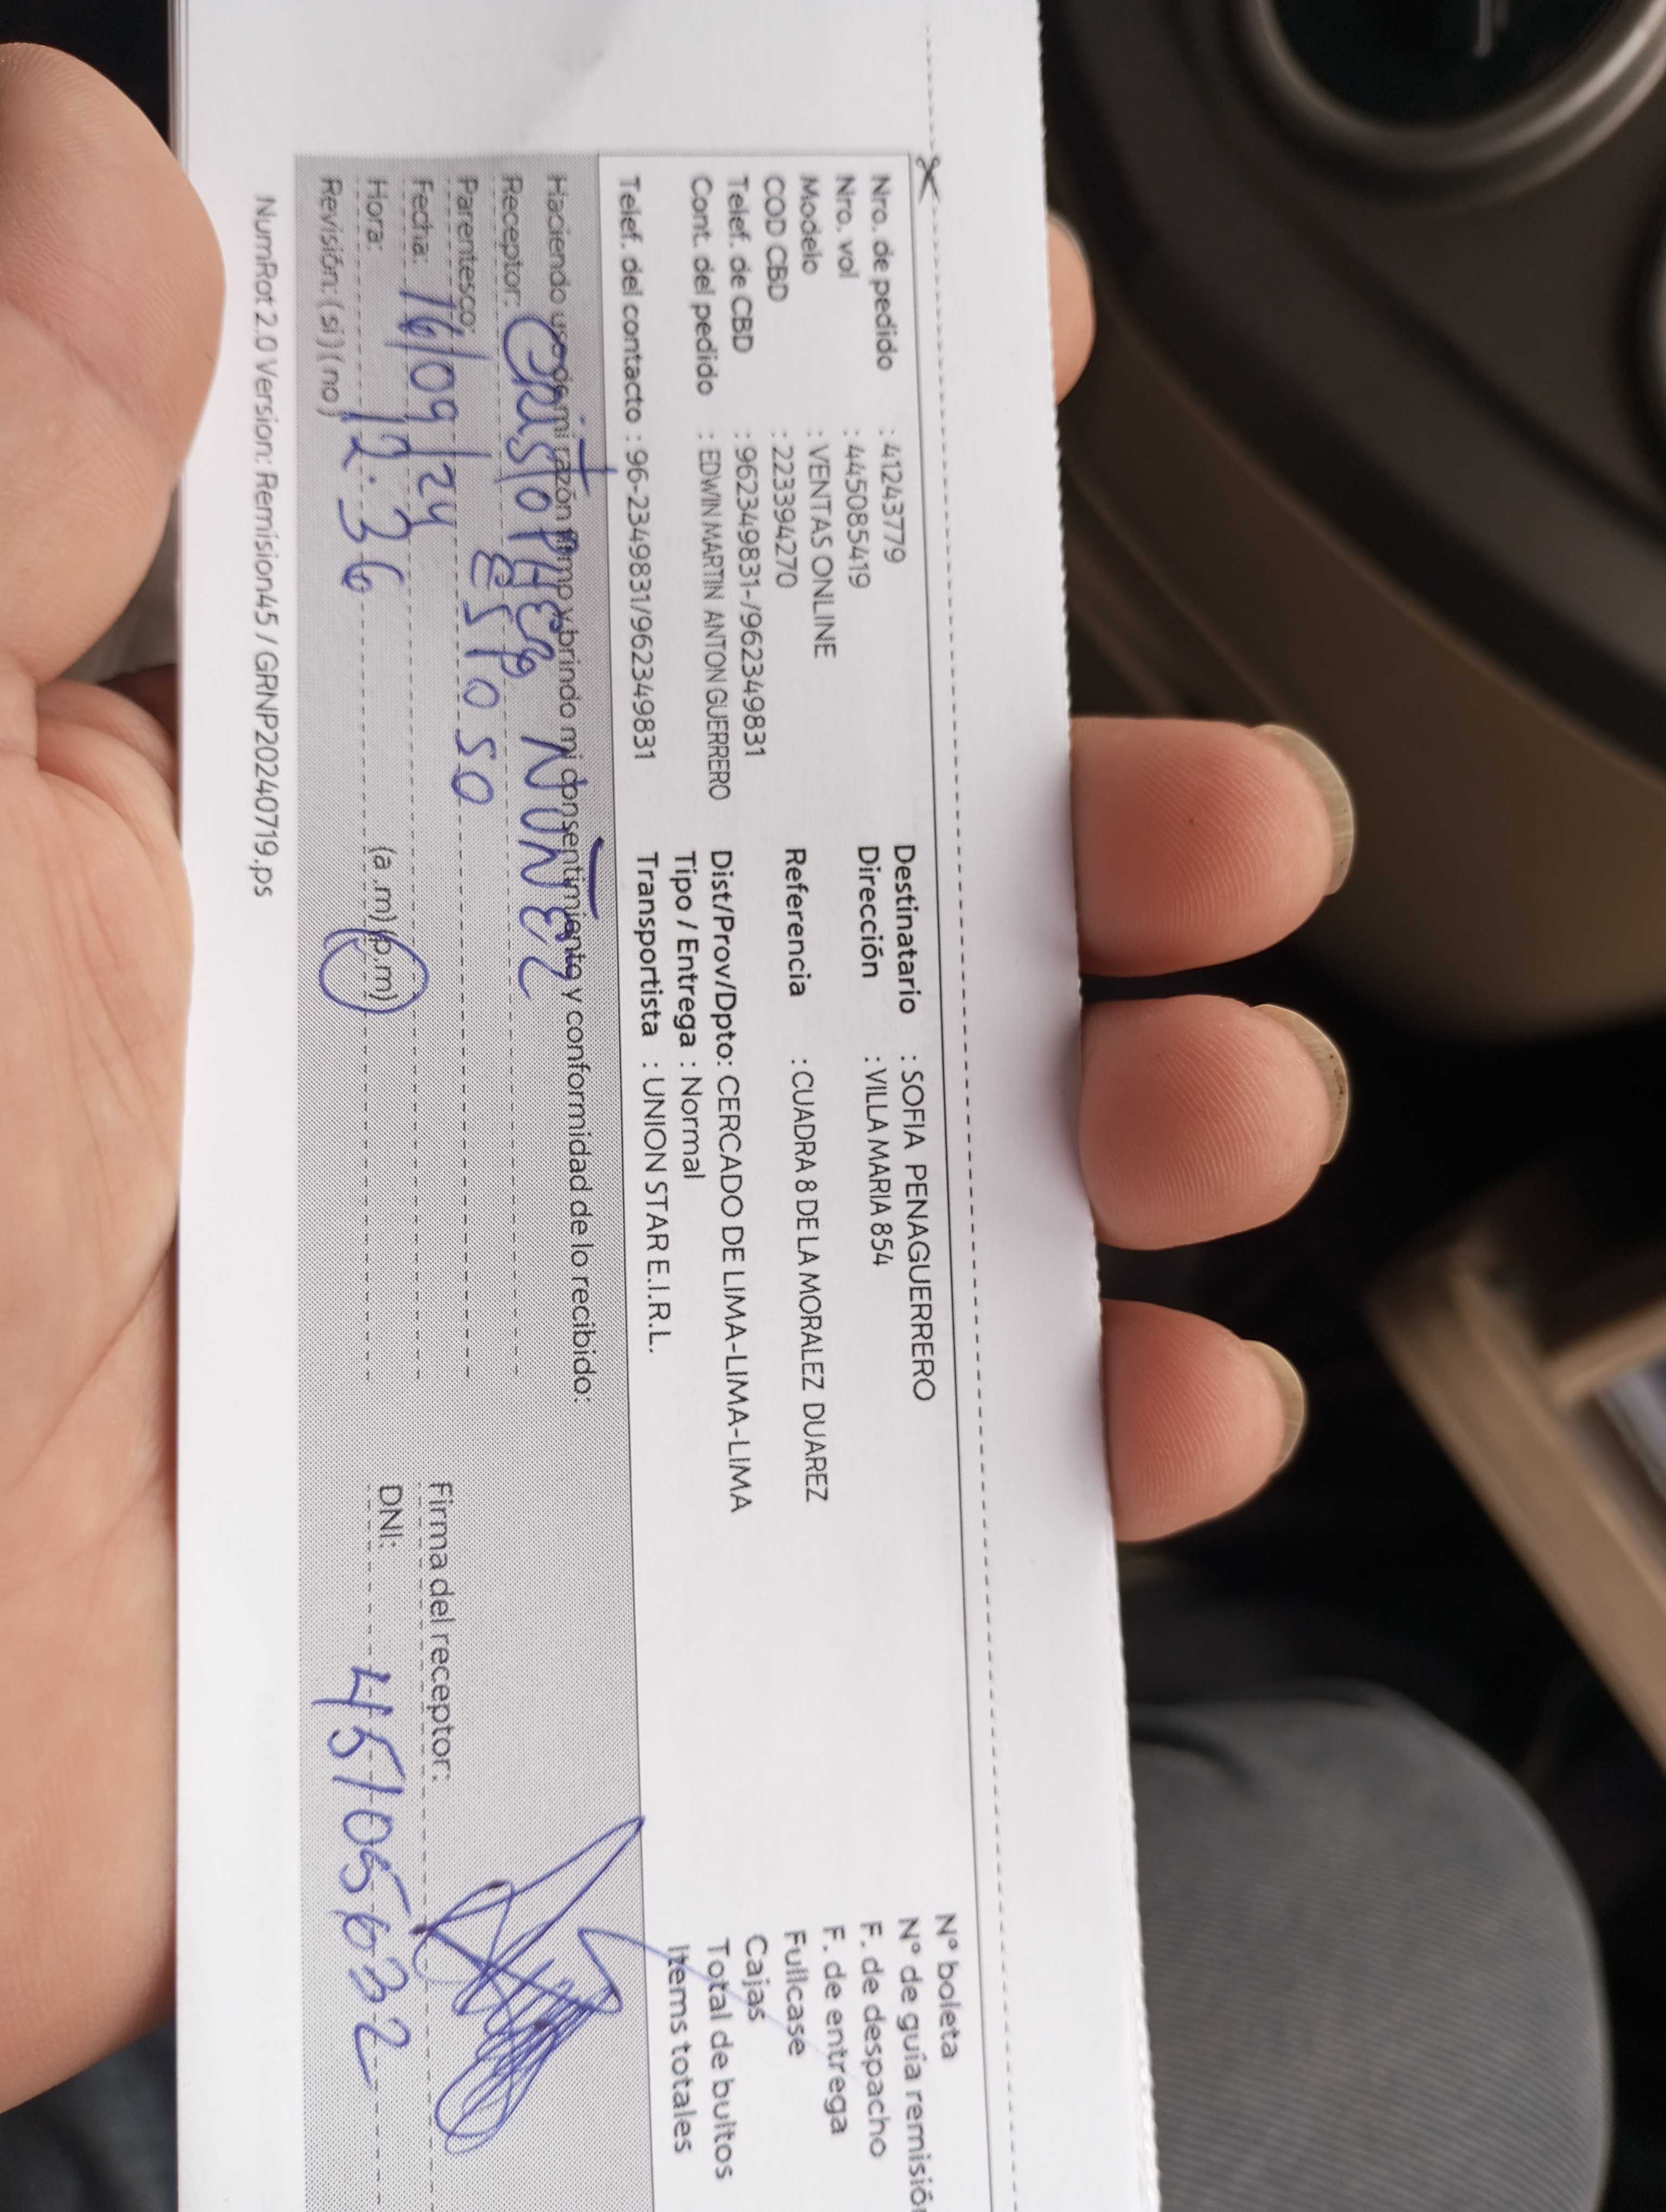 Nro. de pedido : 41243779
Nro. vol : 445085419
Modelo : VENTAS ONLINE
COD CBD : 223394270
Telef. de CBD : 962349831-/962349831
Cont. del pedido : EDWIN MARTIN ANTON GUERRERO
Telef. del contacto : 96-2349831/962349831
Destinatario : SOFIA PENAGUERRERO
Dirección : VILLA MARIA 854
Referencia : CUADRA 8 DE LA MORALEZ DUAREZ
Dist/Prov/Dpto: CERCADO DE LIMA-LIMA-LIMA
Tipo / Entrega : Normal
Transportista : UNION STAR E.I.R.L.
N° boleta
N° de guía remisión
F. de despacho
F. de entrega
Fullcase
Cajas
Total de bultos
Items totales
Haciendo uso de mi razón firmo y brindo mi consentimiento y conformidad de lo recibido:
Receptor: CRISTOPHER NÚÑEZ
Parentesco: ESPOSO
Fecha: 16/09/24
Hora: 12:36 (a.m) (p.m)
Revisión: (si) (no)
Firma del receptor:
DNI: 45105632
NumRot 2.0 Version: Remision45 / GRNP20240719.ps